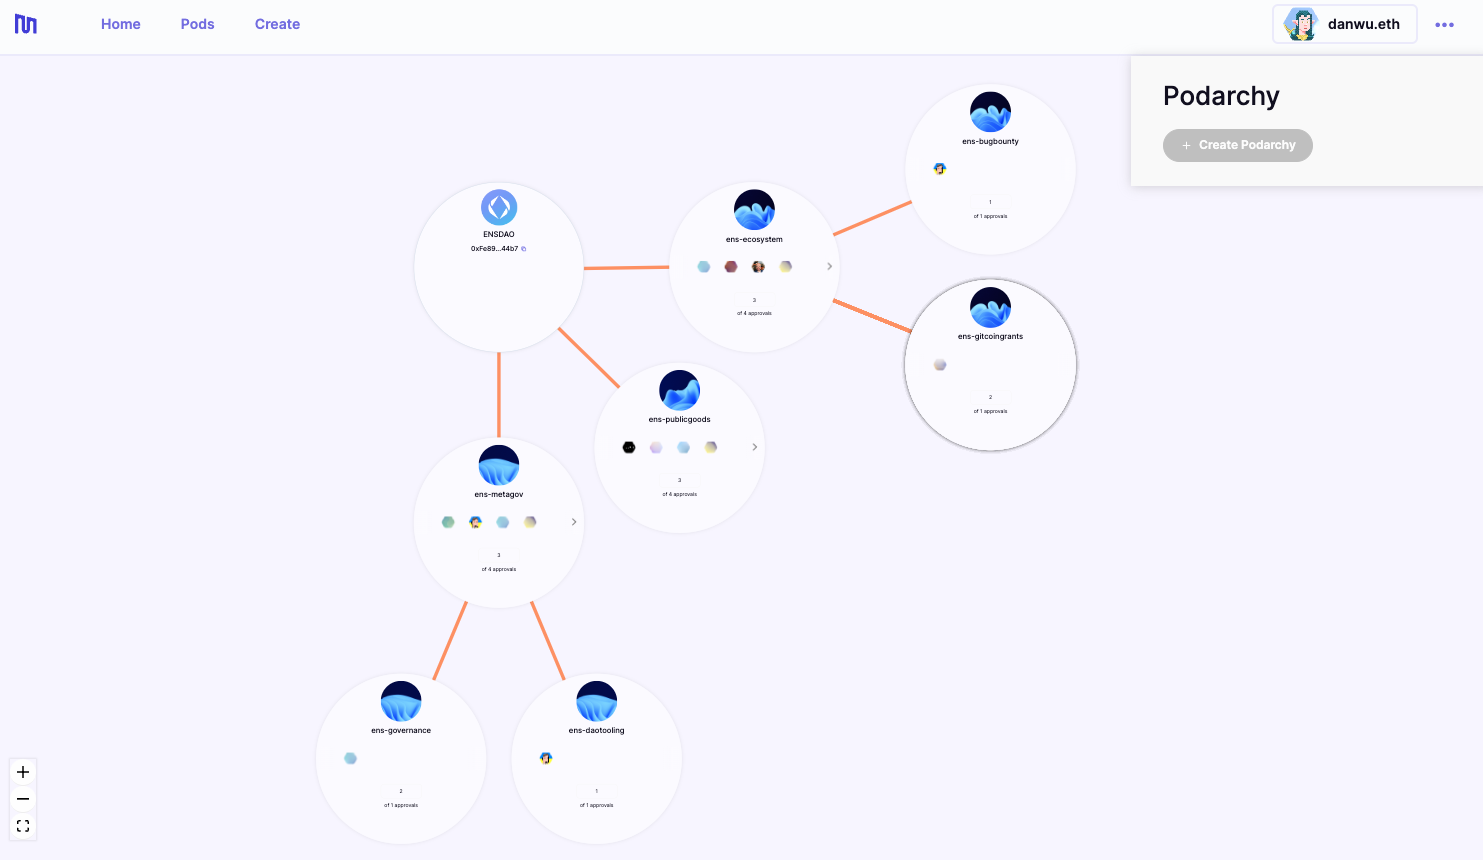 Home
Pods
Create
danwu.eth
Podarchy
+ Create Podarchy
ens-bugbounty
1
of 1 approvals
ENSDAO
0xFe89...44b7
ens-ecosystem
3
of 4 approvals
ens-gitcoingrants
2
of 1 approvals
ens-publicgoods
3
of 4 approvals
ens-metagov
3
of 4 approvals
ens-governance
2
of 1 approvals
ens-daotooling
1
of 1 approvals